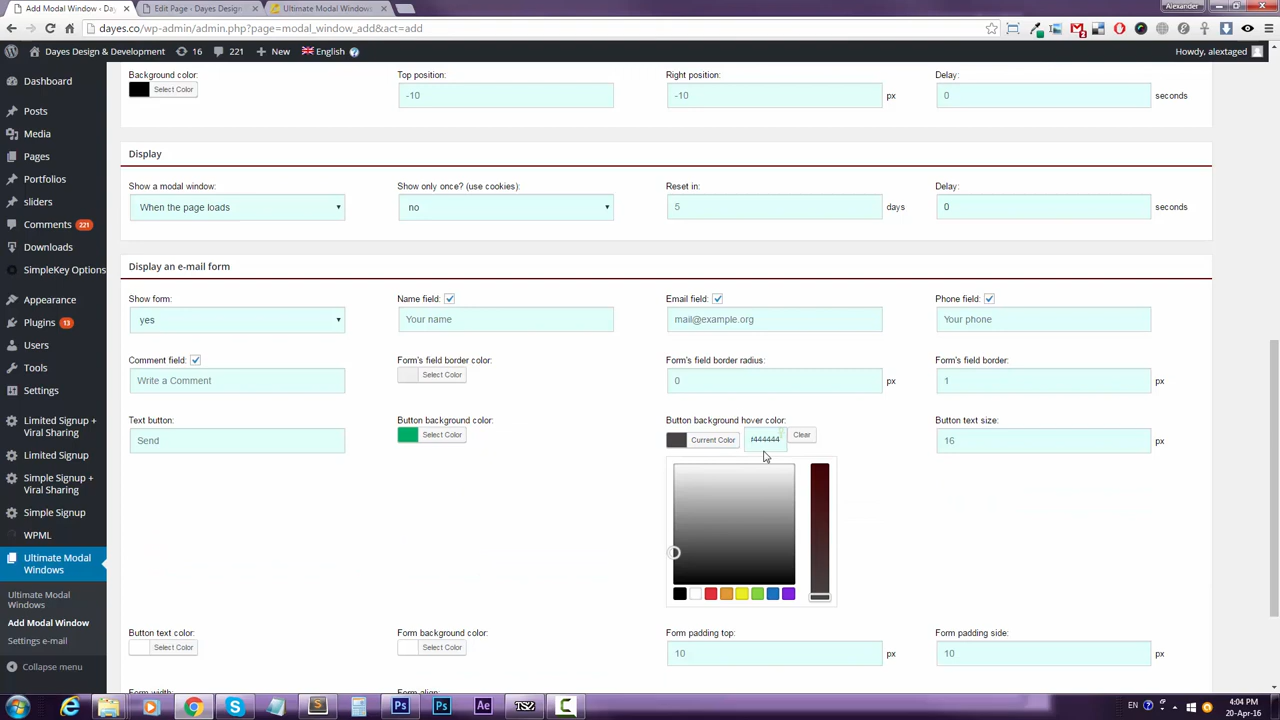 Add Modal Window - Day
Edit Page - Dayes Design
Ultimate Modal Windows
Alexander
dayes.co/wp-admin/admin.php?page=modal_window_add&act=add
Dayes Design & Development 16 221 + New English
Howdy, alextaged
Dashboard
Posts
Media
Pages
Portfolios
sliders
Comments 221
Downloads
SimpleKey Options
Appearance
Plugins 13
Users
Tools
Settings
Limited Signup +
Viral Sharing
Limited Signup
Simple Signup +
Viral Sharing
Simple Signup
WPML
Ultimate Modal
Windows
Ultimate Modal
Windows
Add Modal Window
Settings e-mail
Collapse menu
Background color: Top position: Right position: Delay:
Select Color -10 -10 px 0 seconds
Display
Show a modal window: Show only once? (use cookies): Reset in: Delay:
When the page loads no 5 days 0 seconds
Display an e-mail form
Show form: Name field: Email field: Phone field:
yes Your name mail@example.org Your phone
Comment field: Form's field border color: Form's field border radius: Form's field border:
Write a Comment Select Color 0 px 1 px
Text button: Button background color: Button background hover color: Button text size:
Send Select Color Current Color #444444 Clear 16 px
Button text color: Form background color: Form padding top: Form padding side:
Select Color Select Color 10 px 10 px
Form width: Form align:
EN 4:04 PM
20-Apr-16